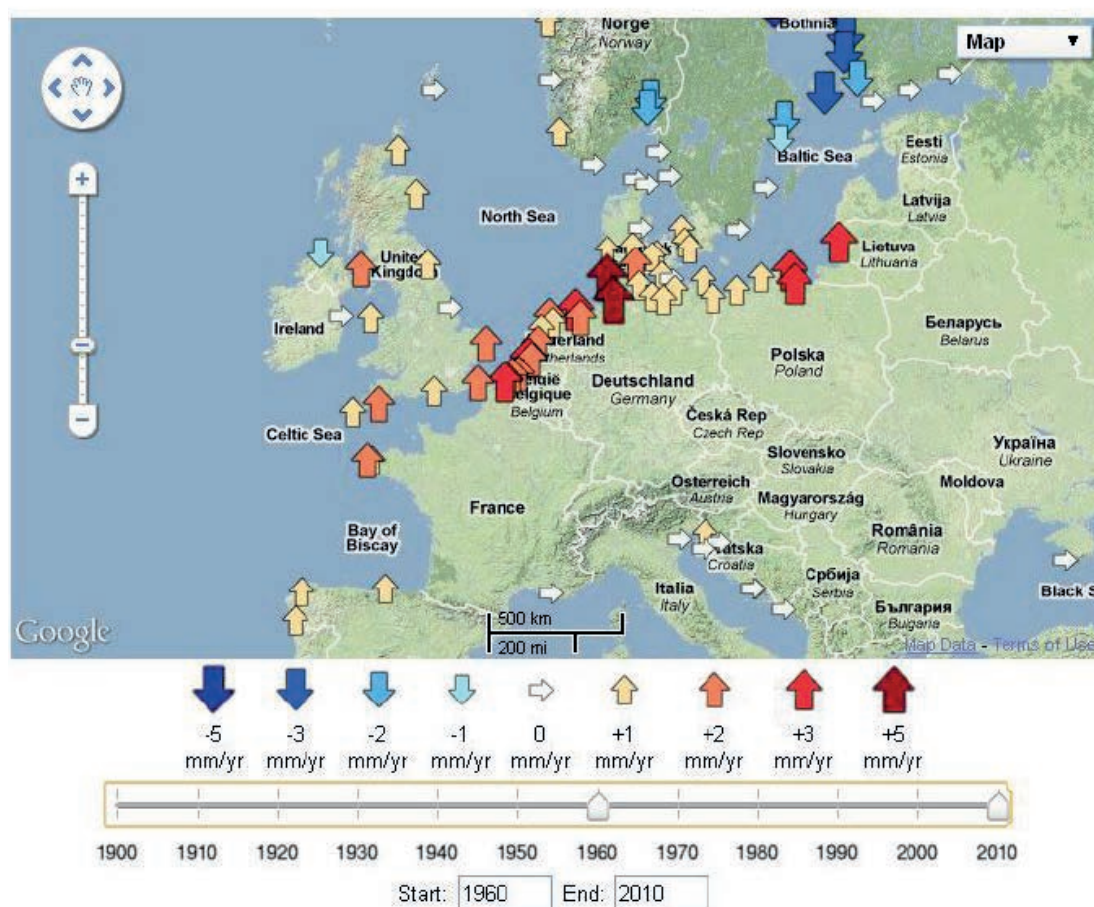 Norge
Norway
Bothnia
Map
Baltic Sea
Eesti
Estonia
Latvija
Latvia
North Sea
Lietuva
Lithuania
United
Kingdom
Ireland
Беларусь
Belarus
Netherlands
Polska
Poland
Deutschland
Germany
Belgique
Belgium
Česká Rep
Czech Rep
Celtic Sea
Україна
Ukraine
Slovensko
Slovakia
Österreich
Austria
Moldova
Magyarország
Hungary
France
România
Romania
Bay of
Biscay
Croatia
Србија
Serbia
Italia
Italy
Black S
България
Bulgaria
500 km
200 mi
Google
Map Data - Terms of Use
-5 -3 -2 -1 0 +1 +2 +3 +5
mm/yr mm/yr mm/yr mm/yr mm/yr mm/yr mm/yr mm/yr mm/yr
1900 1910 1920 1930 1940 1950 1960 1970 1980 1990 2000 2010
Start: 1960 End: 2010